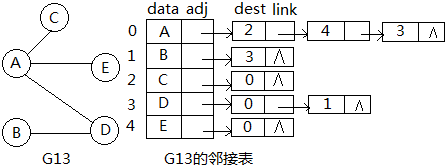 data adj dest link
C
A
E
B
D
G13
0 A 2 4 3 ∧
1 B 3 ∧
2 C 0 ∧
3 D 0 1 ∧
4 E 0 ∧
G13的邻接表